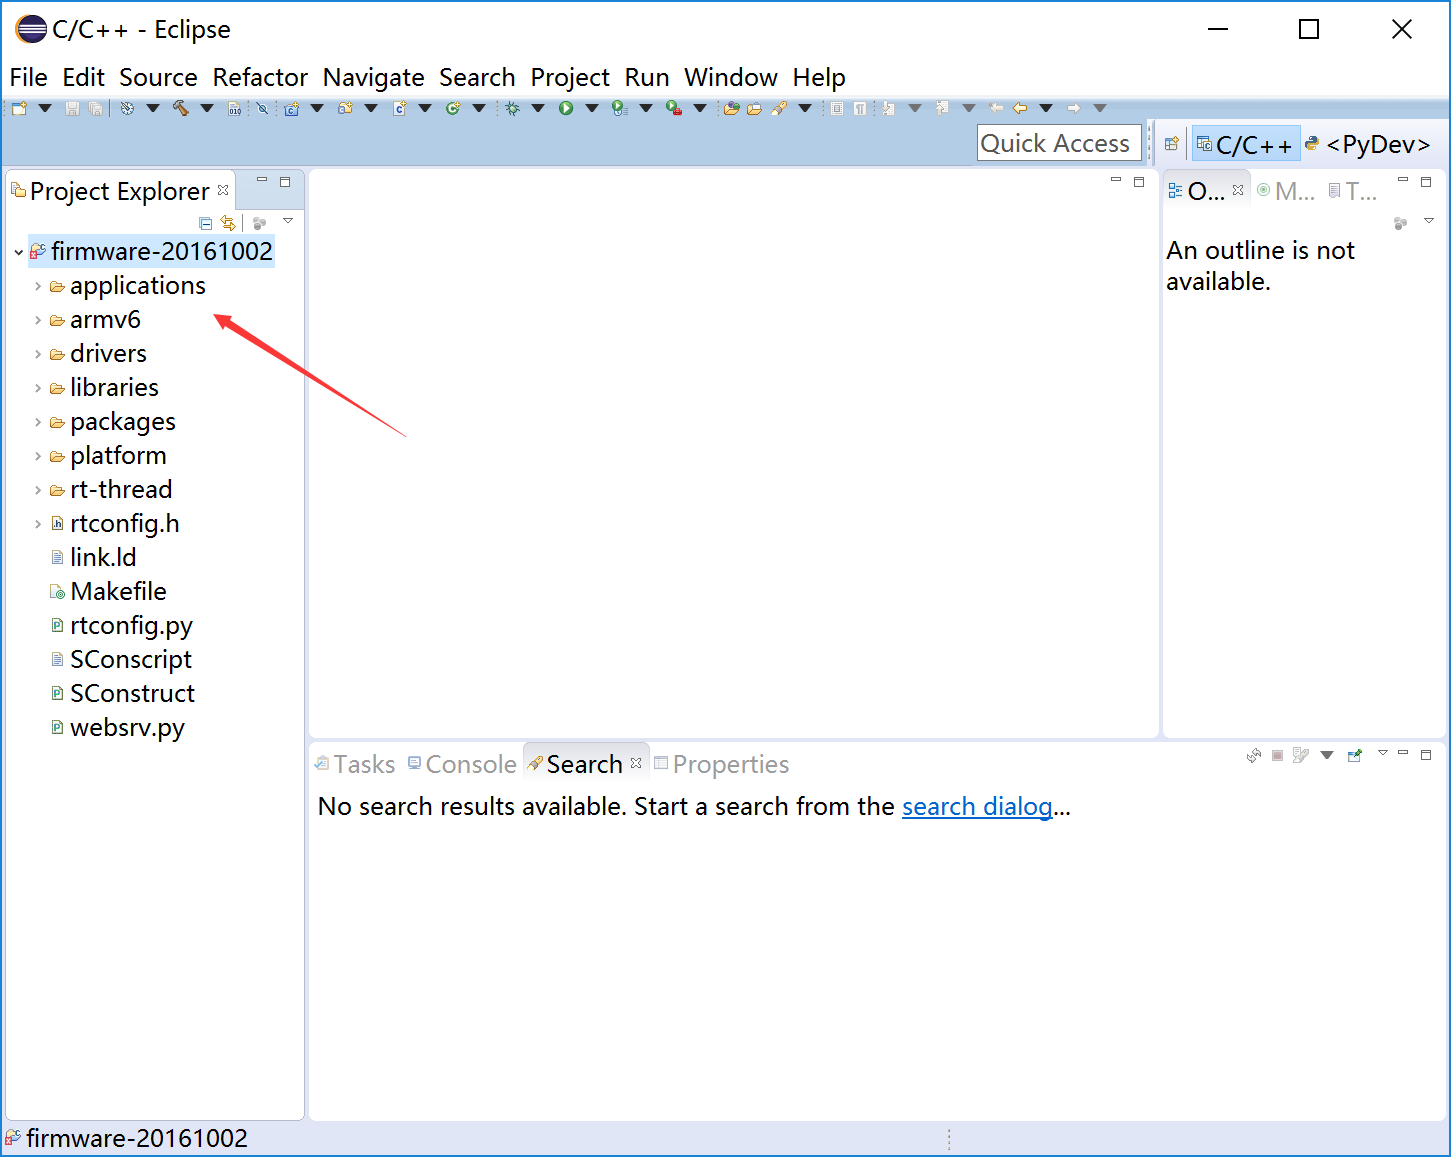 C/C++ - Eclipse
File Edit Source Refactor Navigate Search Project Run Window Help
Quick Access
C/C++
<PyDev>
Project Explorer
firmware-20161002
applications
armv6
drivers
libraries
packages
platform
rt-thread
rtconfig.h
link.ld
Makefile
rtconfig.py
SConscript
SConstruct
websrv.py
O... M... T...
An outline is not
available.
Tasks Console Search Properties
No search results available. Start a search from the search dialog...
firmware-20161002